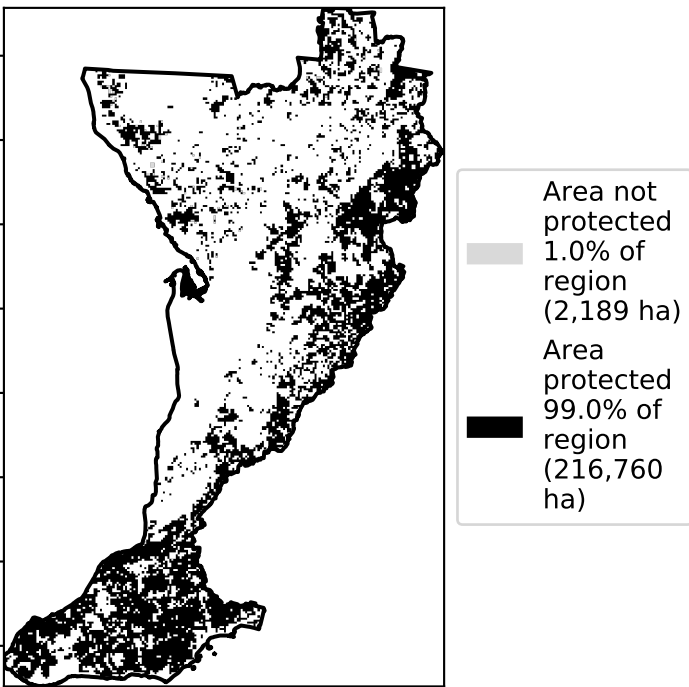 Area not
protected
1.0% of
region
(2,189 ha)
Area
protected
99.0% of
region
(216,760
ha)